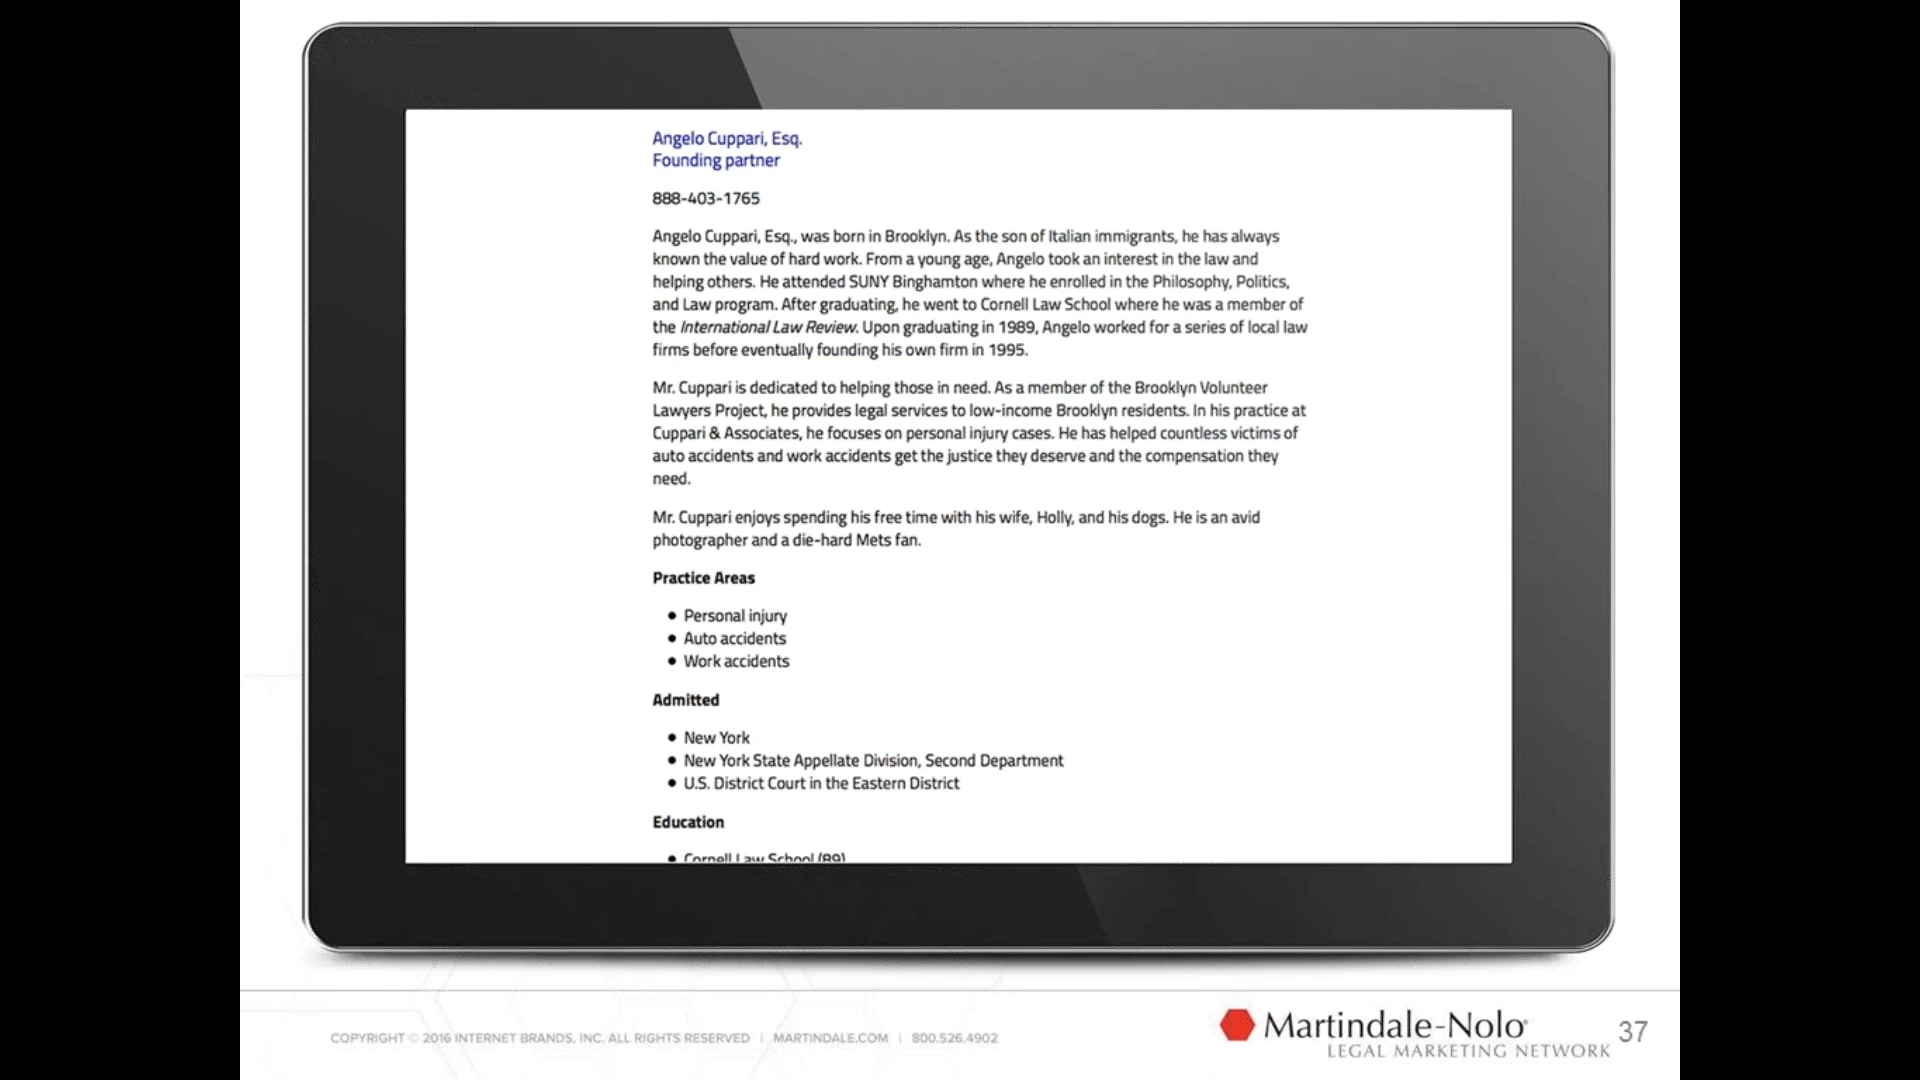 Angelo Cuppari, Esq.
Founding partner
888-403-1765
Angelo Cuppari, Esq., was born in Brooklyn. As the son of Italian immigrants, he has always
known the value of hard work. From a young age, Angelo took an interest in the law and
helping others. He attended SUNY Binghamton where he enrolled in the Philosophy, Politics,
and Law program. After graduating, he went to Cornell Law School where he was a member of
the International Law Review. Upon graduating in 1989, Angelo worked for a series of local law
firms before eventually founding his own firm in 1995.
Mr. Cuppari is dedicated to helping those in need. As a member of the Brooklyn Volunteer
Lawyers Project, he provides legal services to low-income Brooklyn residents. In his practice at
Cuppari & Associates, he focuses on personal injury cases. He has helped countless victims of
auto accidents and work accidents get the justice they deserve and the compensation they
need.
Mr. Cuppari enjoys spending his free time with his wife, Holly, and his dogs. He is an avid
photographer and a die-hard Mets fan.
Practice Areas
• Personal injury
• Auto accidents
• Work accidents
Admitted
• New York
• New York State Appellate Division, Second Department
• U.S. District Court in the Eastern District
Education
• Cornell Law School (89)
COPYRIGHT © 2016 INTERNET BRANDS, INC. ALL RIGHTS RESERVED | MARTINDALE.COM | 800.526.4902
Martindale-Nolo®
LEGAL MARKETING NETWORK
37